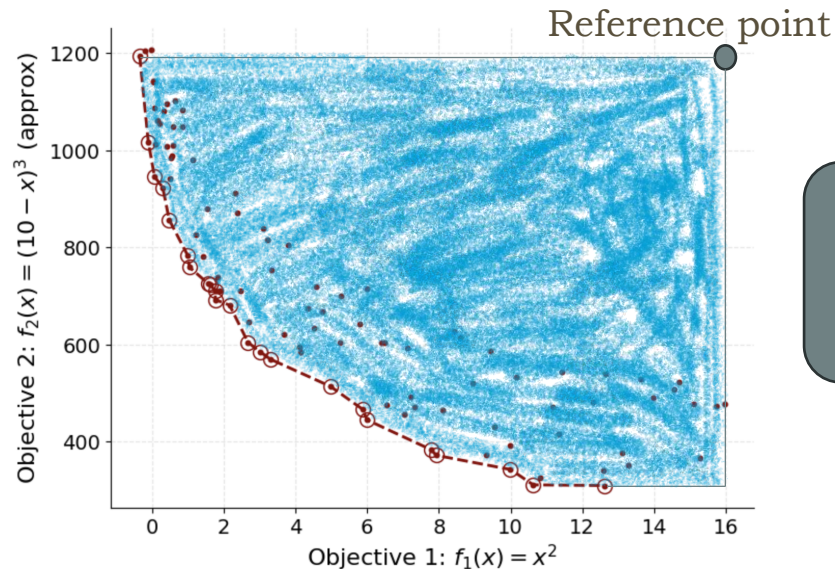 Reference point
1200
1000
800
600
400
Objective 2: f₂(x) = (10 − x)³ (approx)
0 2 4 6 8 10 12 14 16
Objective 1: f₁(x) = x²